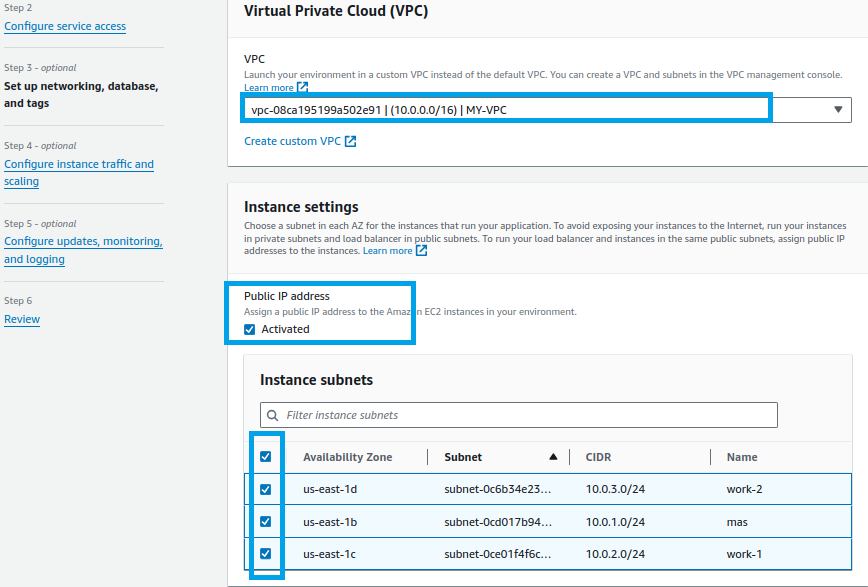 Step 2
Configure service access
Step 3 - optional
Set up networking, database,
and tags
Step 4 - optional
Configure instance traffic and
scaling
Step 5 - optional
Configure updates, monitoring,
and logging
Step 6
Review
Virtual Private Cloud (VPC)
VPC
Launch your environment in a custom VPC instead of the default VPC. You can create a VPC and subnets in the VPC management console.
Learn more
vpc-08ca195199a502e91 | (10.0.0.0/16) | MY-VPC
Create custom VPC
Instance settings
Choose a subnet in each AZ for the instances that run your application. To avoid exposing your instances to the Internet, run your instances
in private subnets and load balancer in public subnets. To run your load balancer and instances in the same public subnets, assign public IP
addresses to the instances. Learn more
Public IP address
Assign a public IP address to the Amazon EC2 instances in your environment.
Activated
Instance subnets
Filter instance subnets
Availability Zone Subnet CIDR Name
us-east-1d subnet-0c6b34e23... 10.0.3.0/24 work-2
us-east-1b subnet-0cd017b94... 10.0.1.0/24 mas
us-east-1c subnet-0ce01f4f6c... 10.0.2.0/24 work-1